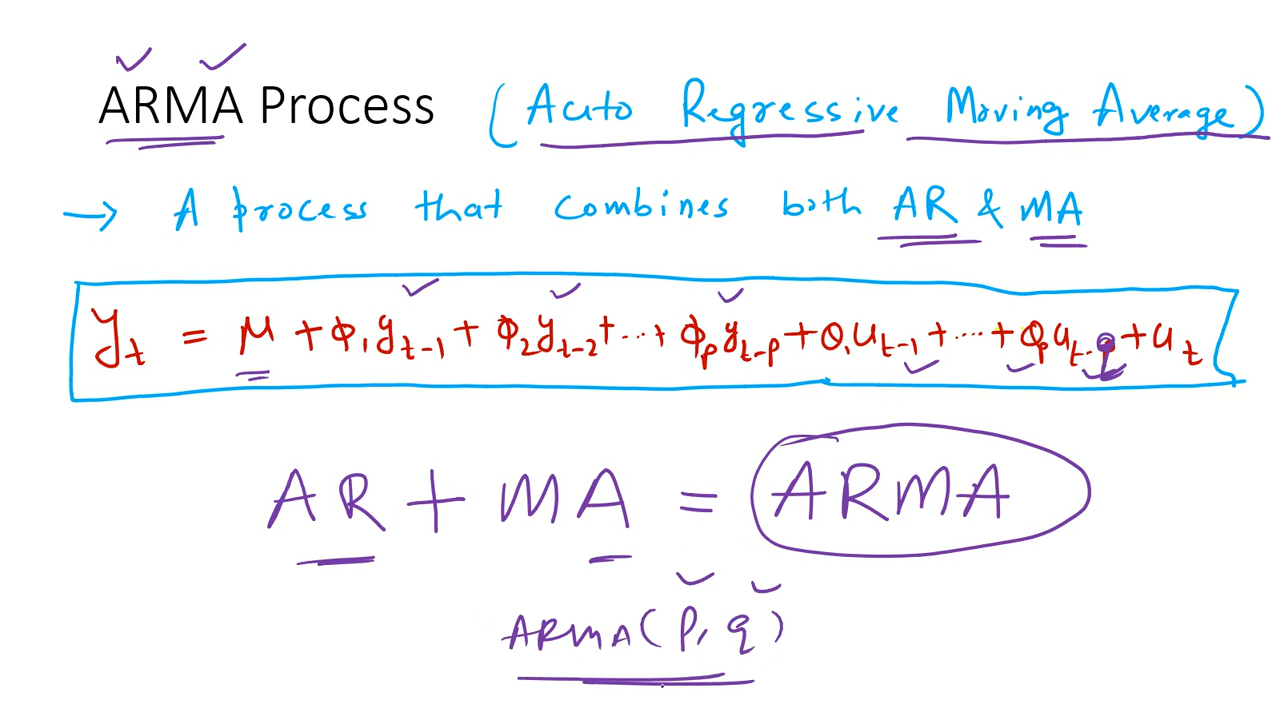 ARMA Process (Auto Regressive Moving Average)
→ A process that combines both AR & MA
yₜ = μ + φ₁yₜ₋₁ + φ₂yₜ₋₂ + ... + φₚyₜ₋ₚ + θ₁uₜ₋₁ + ... + θₚuₜ₋q + uₜ
AR + MA = ARMA
ARMA(p, q)